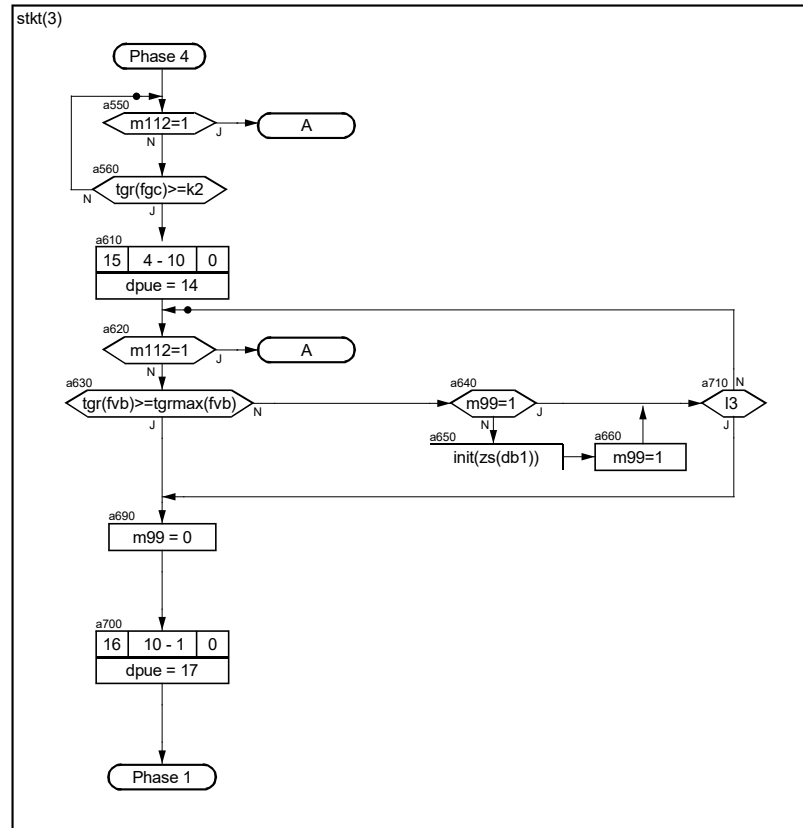 stkt(3)
Phase 4
a550
m112=1
J
A
N
a560
tgr(fgc)>=k2
N
J
a610
15 4 - 10 0
dpue = 14
a620
m112=1
J
A
N
a630
tgr(fvb)>=tgrmax(fvb)
N
J
a640
m99=1
J
N
a650
init(zs(db1))
a660
m99=1
a710
N
l3
J
a690
m99 = 0
a700
16 10 - 1 0
dpue = 17
Phase 1